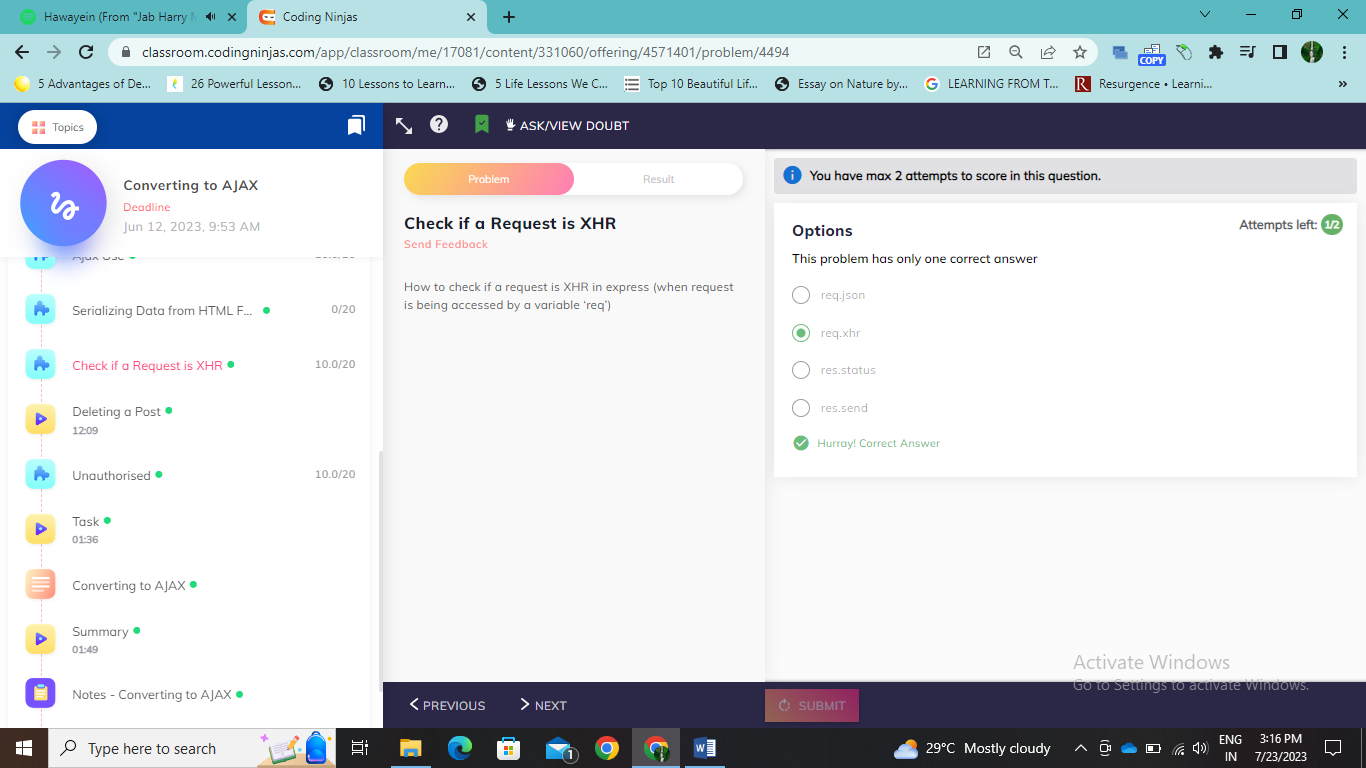 Hawayein (From "Jab Harry
Coding Ninjas
classroom.codingninjas.com/app/classroom/me/17081/content/331060/offering/4571401/problem/4494
COPY
5 Advantages of De...
26 Powerful Lesson...
10 Lessons to Learn...
5 Life Lessons We C...
Top 10 Beautiful Lif...
Essay on Nature by...
LEARNING FROM T...
Resurgence • Learni...
Topics
ASK/VIEW DOUBT
Converting to AJAX
Deadline
Jun 12, 2023, 9:53 AM
Ajax Use
Serializing Data from HTML F... 0/20
Check if a Request is XHR 10.0/20
Deleting a Post
12:09
Unauthorised 10.0/20
Task
01:36
Converting to AJAX
Summary
01:49
Notes - Converting to AJAX
Problem
Result
Check if a Request is XHR
Send Feedback
How to check if a request is XHR in express (when request
is being accessed by a variable ‘req’)
You have max 2 attempts to score in this question.
Options
Attempts left: 1/2
This problem has only one correct answer
req.json
req.xhr
res.status
res.send
Hurray! Correct Answer
Activate Windows
Go to Settings to activate Windows.
PREVIOUS
NEXT
SUBMIT
Type here to search
1
29°C Mostly cloudy
ENG
IN
3:16 PM
7/23/2023